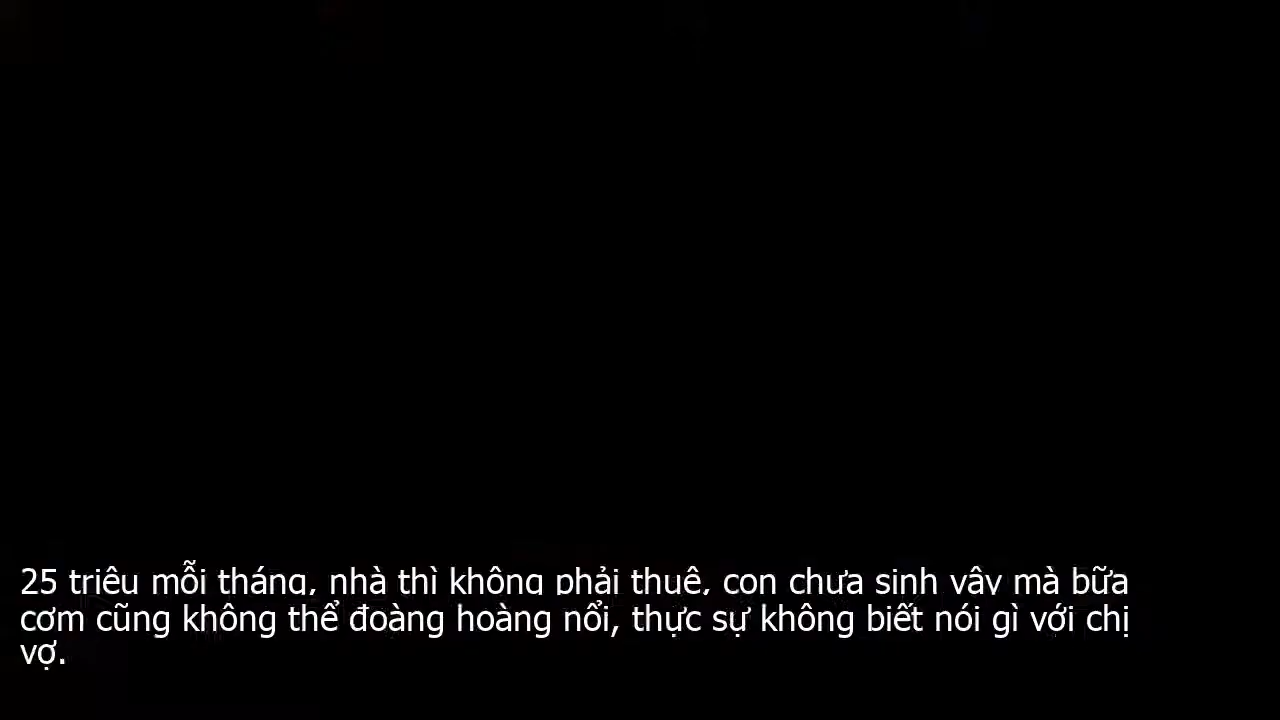 25 triệu mỗi tháng, nhà thì không phải thuê, con chưa sinh vậy mà bữa
cơm cũng không thể đoàng hoàng nổi, thực sự không biết nói gì với chị
vợ.